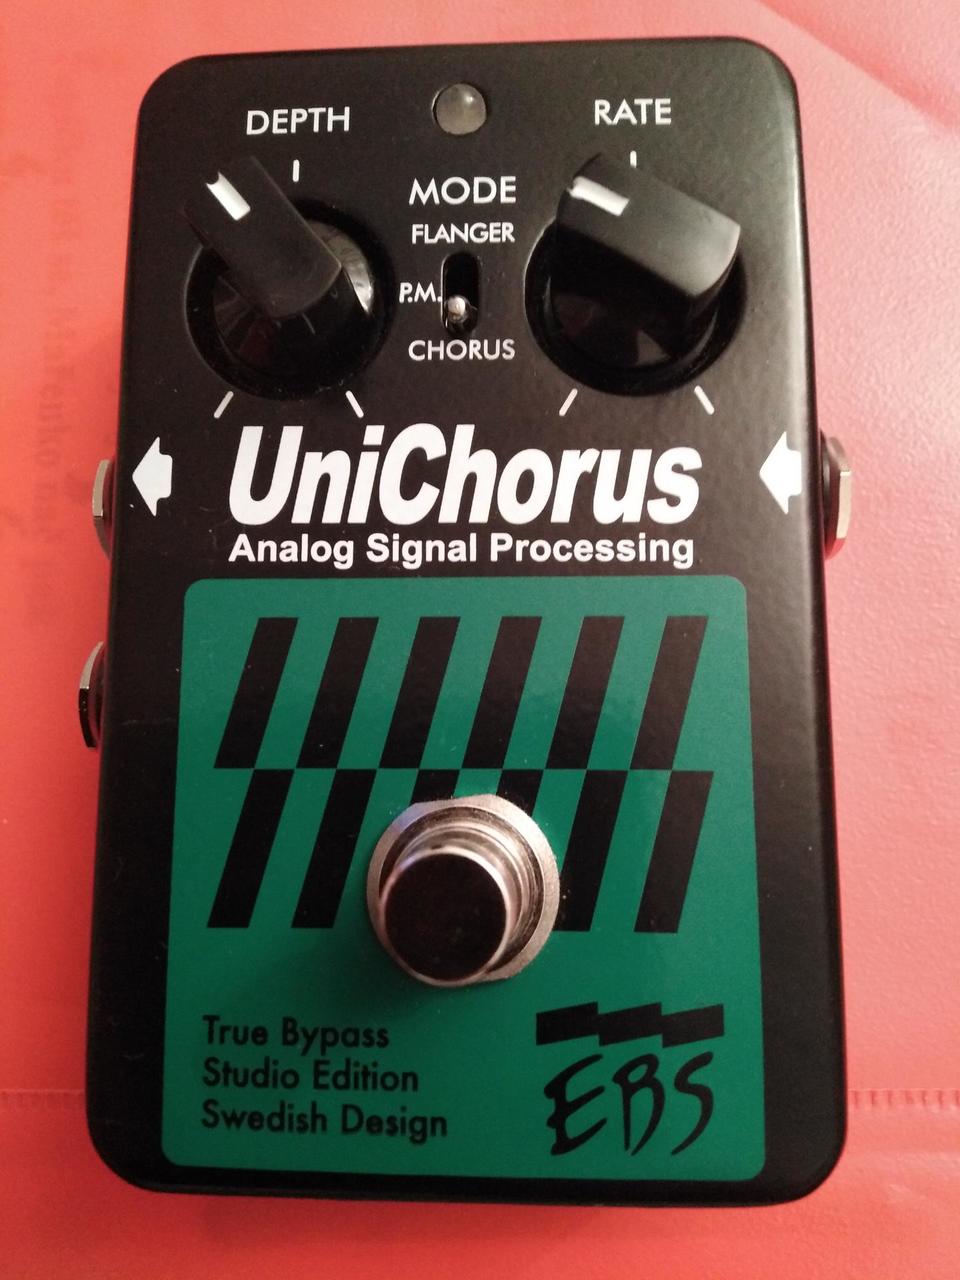 DEPTH
RATE
MODE
FLANGER
P.M.
CHORUS
UniChorus
Analog Signal Processing
True Bypass
Studio Edition
Swedish Design
EBS